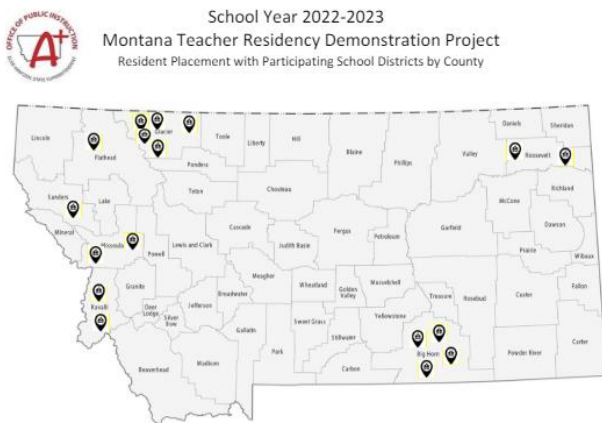 School Year 2022-2023
Montana Teacher Residency Demonstration Project
Resident Placement with Participating School Districts by County
OFFICE OF PUBLIC INSTRUCTION
A+
Lincoln
Flathead
Glacier
Toole
Liberty
Hill
Blaine
Phillips
Valley
Daniels
Sheridan
Roosevelt
Pondera
Sanders
Lake
Teton
Chouteau
McCone
Richland
Mineral
Missoula
Powell
Lewis and Clark
Cascade
Judith Basin
Fergus
Petroleum
Garfield
Dawson
Prairie
Wibaux
Ravalli
Granite
Deer
Lodge
Silver
Bow
Jefferson
Broadwater
Meagher
Wheatland
Golden
Valley
Musselshell
Treasure
Rosebud
Custer
Fallon
Gallatin
Park
Sweet Grass
Stillwater
Yellowstone
Big Horn
Powder River
Carter
Beaverhead
Madison
Carbon